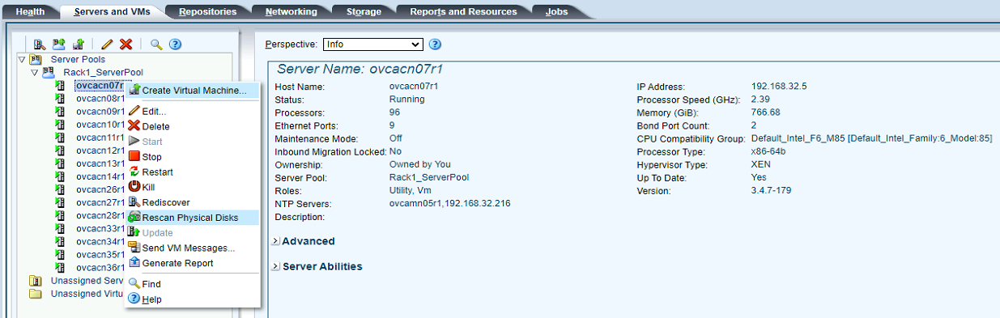 Health Servers and VMs Repositories Networking Storage Reports and Resources Jobs
Perspective: Info
Server Pools
Rack1_ServerPool
ovcacn07r1
ovcacn08r1
ovcacn09r1
ovcacn10r1
ovcacn11r1
ovcacn12r1
ovcacn13r1
ovcacn14r1
ovcacn26r1
ovcacn27r1
ovcacn28r1
ovcacn33r1
ovcacn34r1
ovcacn35r1
ovcacn36r1
Unassigned Serv
Unassigned Virtu
Create Virtual Machine...
Edit...
Delete
Start
Stop
Restart
Kill
Rediscover
Rescan Physical Disks
Update
Send VM Messages...
Generate Report
Find
Help
Server Name: ovcacn07r1
Host Name: ovcacn07r1
Status: Running
Processors: 96
Ethernet Ports: 9
Maintenance Mode: Off
Inbound Migration Locked: No
Ownership: Owned by You
Server Pool: Rack1_ServerPool
Roles: Utility, Vm
NTP Servers: ovcamn05r1,192.168.32.216
Description:
IP Address: 192.168.32.5
Processor Speed (GHz): 2.39
Memory (GiB): 766.68
Bond Port Count: 2
CPU Compatibility Group: Default_Intel_F6_M85 [Default_Intel_Family:6_Model:85]
Processor Type: x86-64b
Hypervisor Type: XEN
Up To Date: Yes
Version: 3.4.7-179
Advanced
Server Abilities